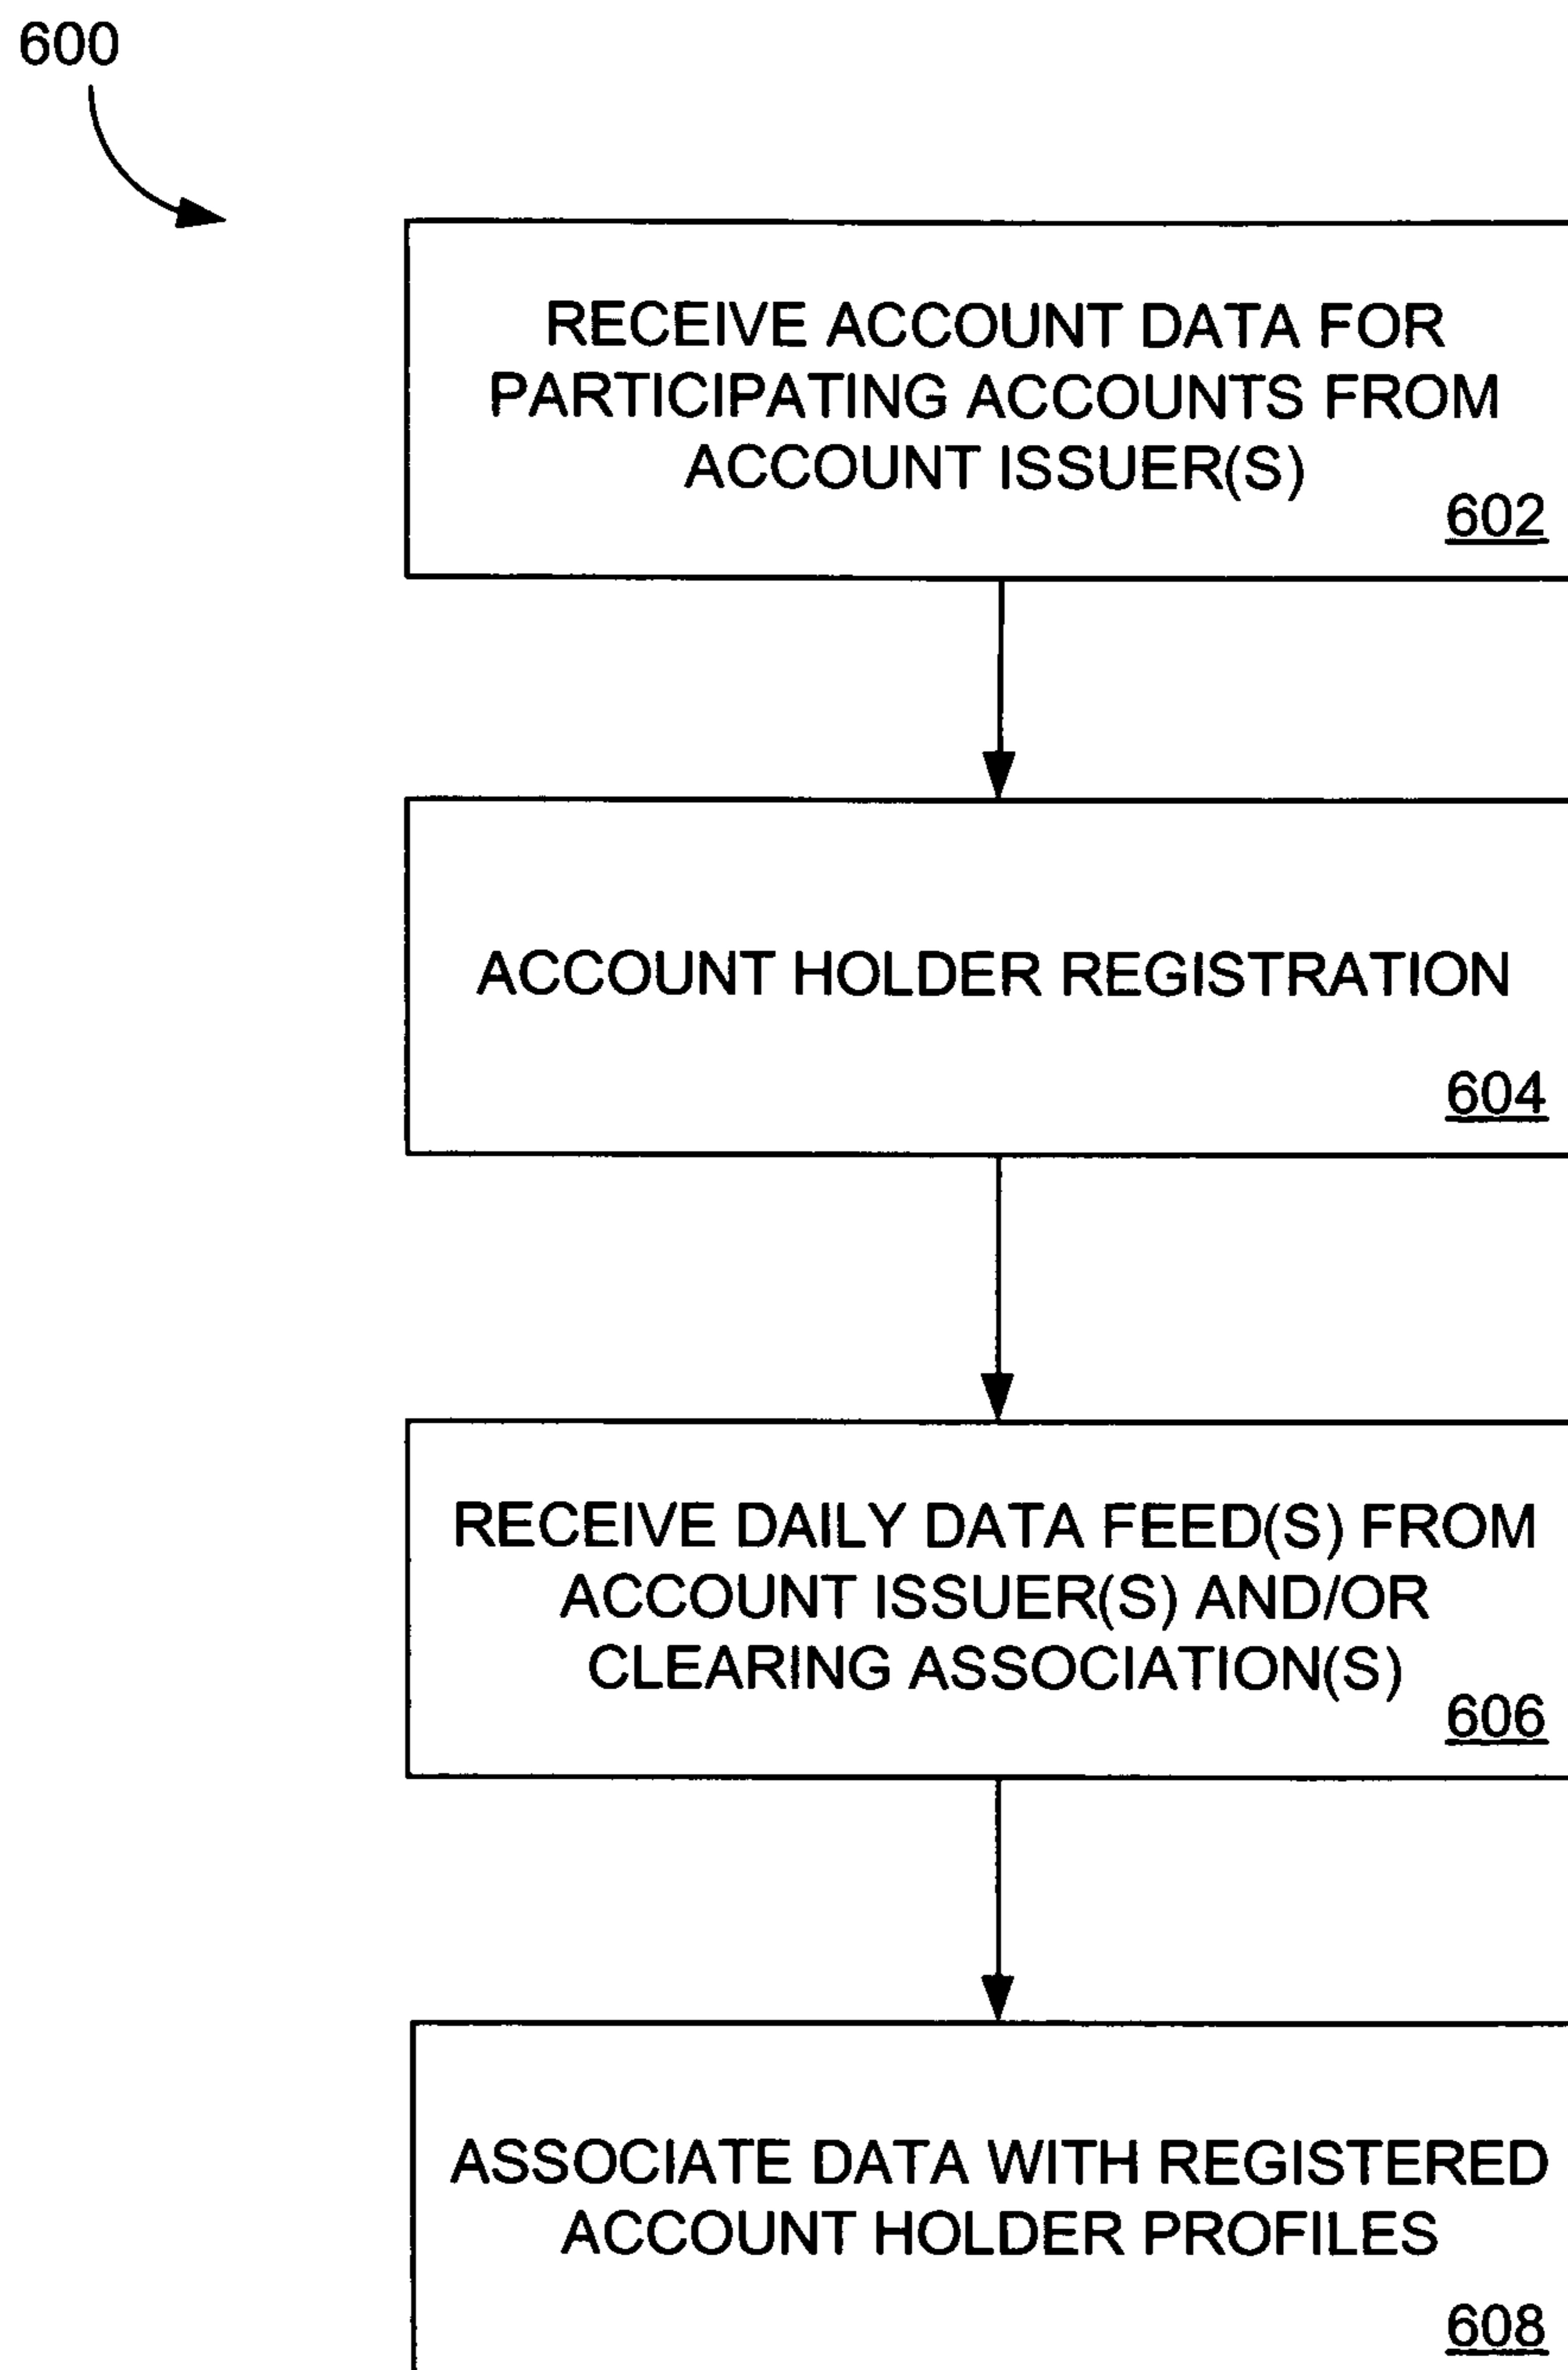 600
RECEIVE ACCOUNT DATA FOR
PARTICIPATING ACCOUNTS FROM
ACCOUNT ISSUER(S)
602
ACCOUNT HOLDER REGISTRATION
604
RECEIVE DAILY DATA FEED(S) FROM
ACCOUNT ISSUER(S) AND/OR
CLEARING ASSOCIATION(S)
606
ASSOCIATE DATA WITH REGISTERED
ACCOUNT HOLDER PROFILES
608